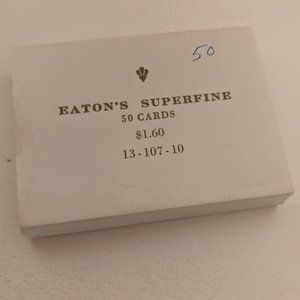 50
EATON'S SUPERFINE
50 CARDS
$1.60
13-107-10